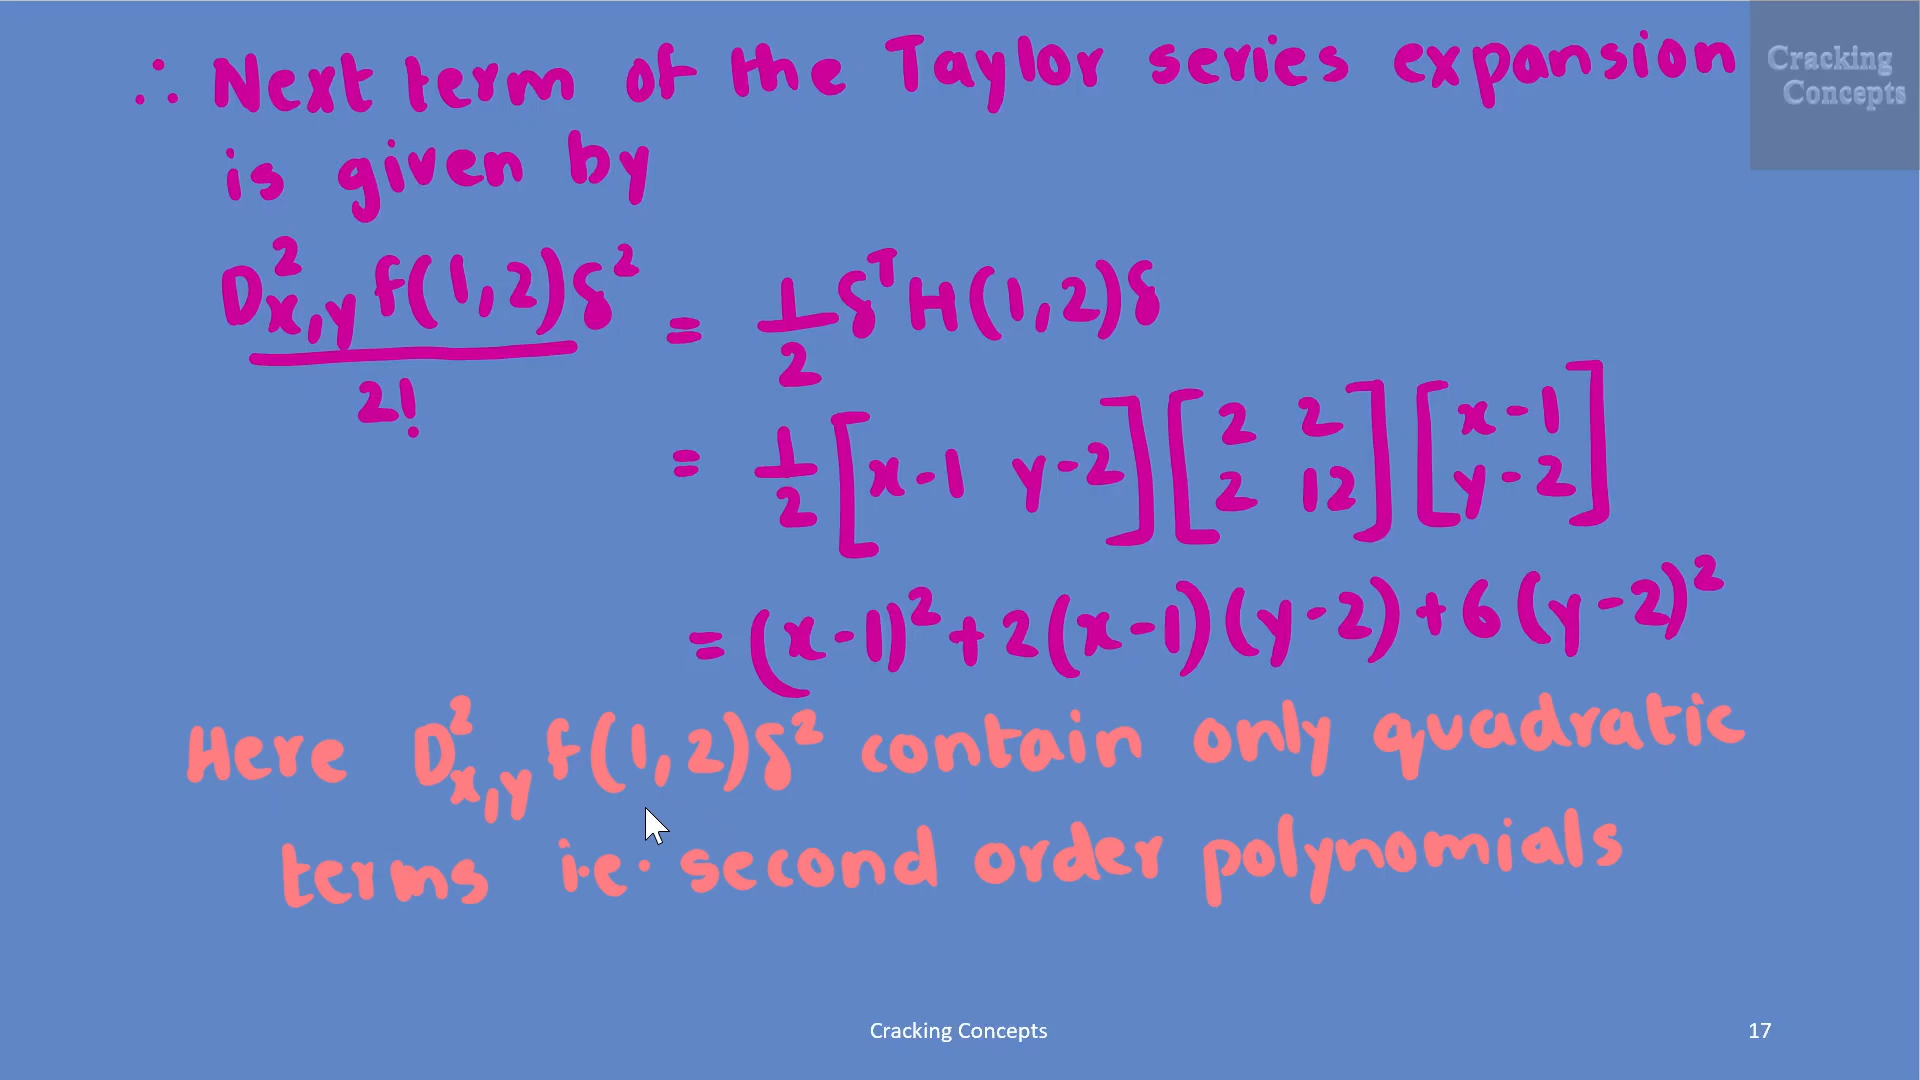 ∴ Next term of the Taylor series expansion
Cracking
Concepts
is given by
D²x,y f(1,2)δ² / 2! = 1/2 δᵀ H(1,2)δ
= 1/2 [x-1 y-2] [2 2; 2 12] [x-1; y-2]
= (x-1)² + 2(x-1)(y-2) + 6(y-2)²
Here D²x,y f(1,2)δ² contain only quadratic
terms i.e. second order polynomials
Cracking Concepts
17